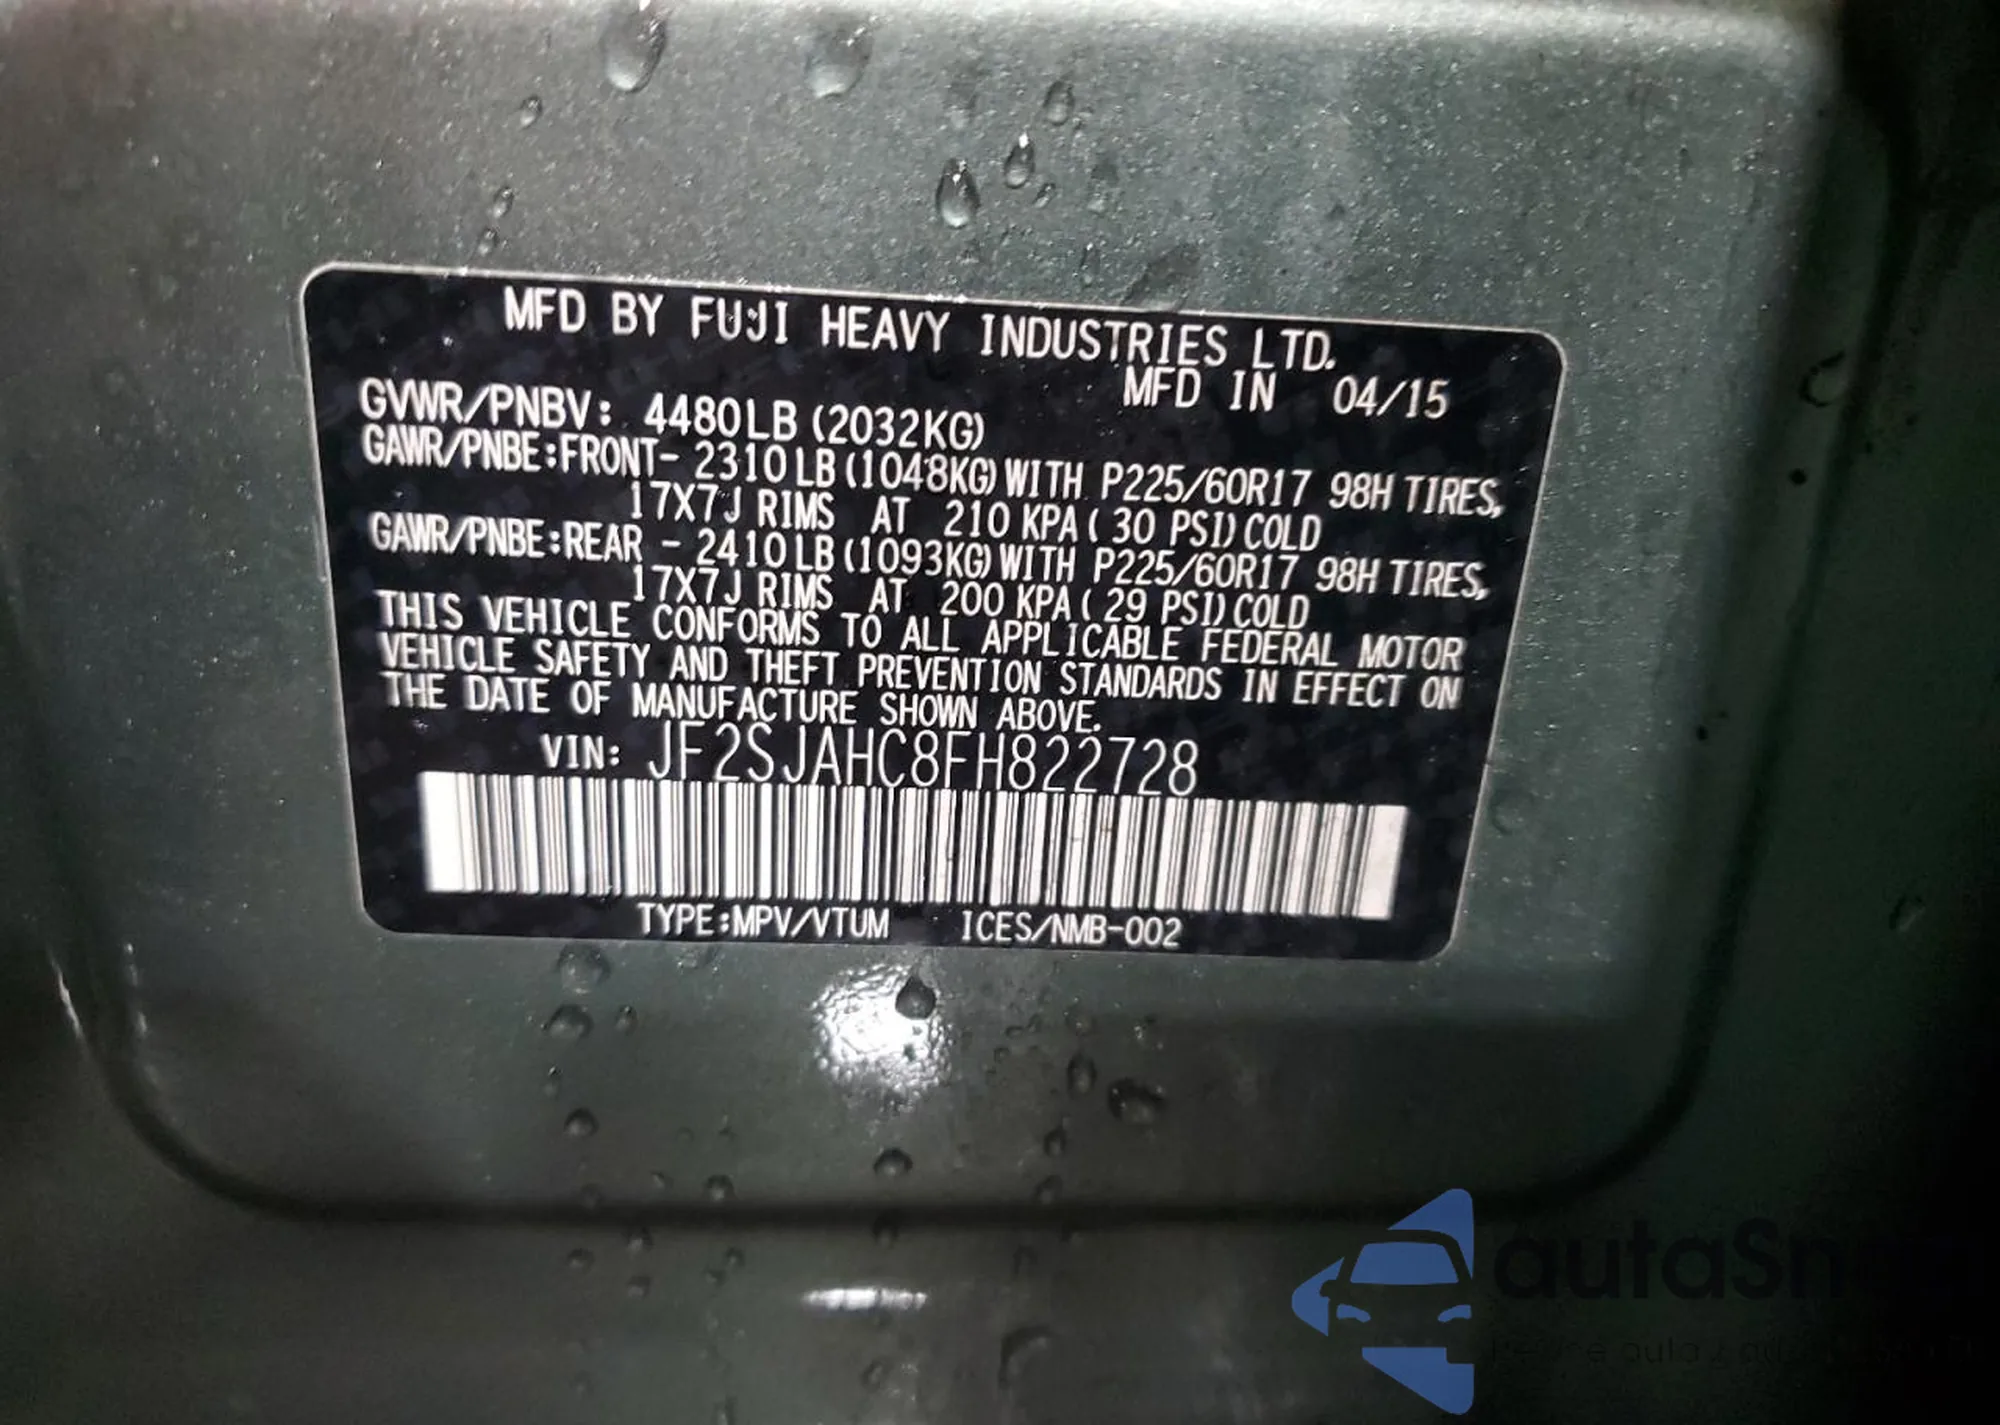 MFD BY FUJI HEAVY INDUSTRIES LTD.
MFD IN 04/15
GVWR/PNBV: 4480LB (2032KG)
GAWR/PNBE:FRONT- 2310LB (1048KG) WITH P225/60R17 98H TIRES,
17X7J RIMS AT 210 KPA ( 30 PSI) COLD
GAWR/PNBE:REAR - 2410LB (1093KG) WITH P225/60R17 98H TIRES,
17X7J RIMS AT 200 KPA ( 29 PSI) COLD
THIS VEHICLE CONFORMS TO ALL APPLICABLE FEDERAL MOTOR
VEHICLE SAFETY AND THEFT PREVENTION STANDARDS IN EFFECT ON
THE DATE OF MANUFACTURE SHOWN ABOVE.
VIN: JF2SJAHC8FH822728
TYPE:MPV/VTUM ICES/NMB-002